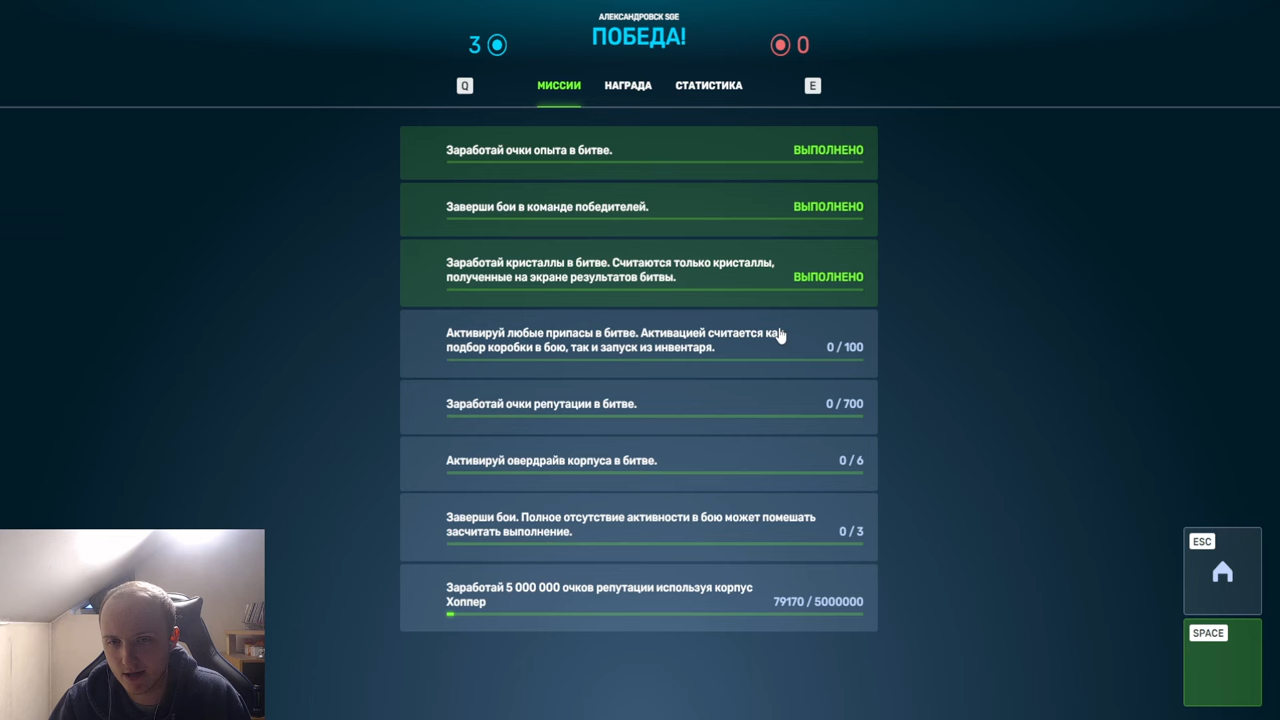 АЛЕКСАНДРОВСК SGE
3
ПОБЕДА!
0
Q
МИССИИ
НАГРАДА
СТАТИСТИКА
E
Заработай очки опыта в битве.
ВЫПОЛНЕНО
Заверши бои в команде победителей.
ВЫПОЛНЕНО
Заработай кристаллы в битве. Считаются только кристаллы,
полученные на экране результатов битвы.
ВЫПОЛНЕНО
Активируй любые припасы в битве. Активацией считается
подбор коробки в бою, так и запуск из инвентаря.
0 / 100
Заработай очки репутации в битве.
0 / 700
Активируй овердрайв корпуса в битве.
0 / 6
Заверши бои. Полное отсутствие активности в бою может помешать
засчитать выполнение.
0 / 3
Заработай 5 000 000 очков репутации используя корпус
Хоппер
79170 / 5000000
ESC
SPACE